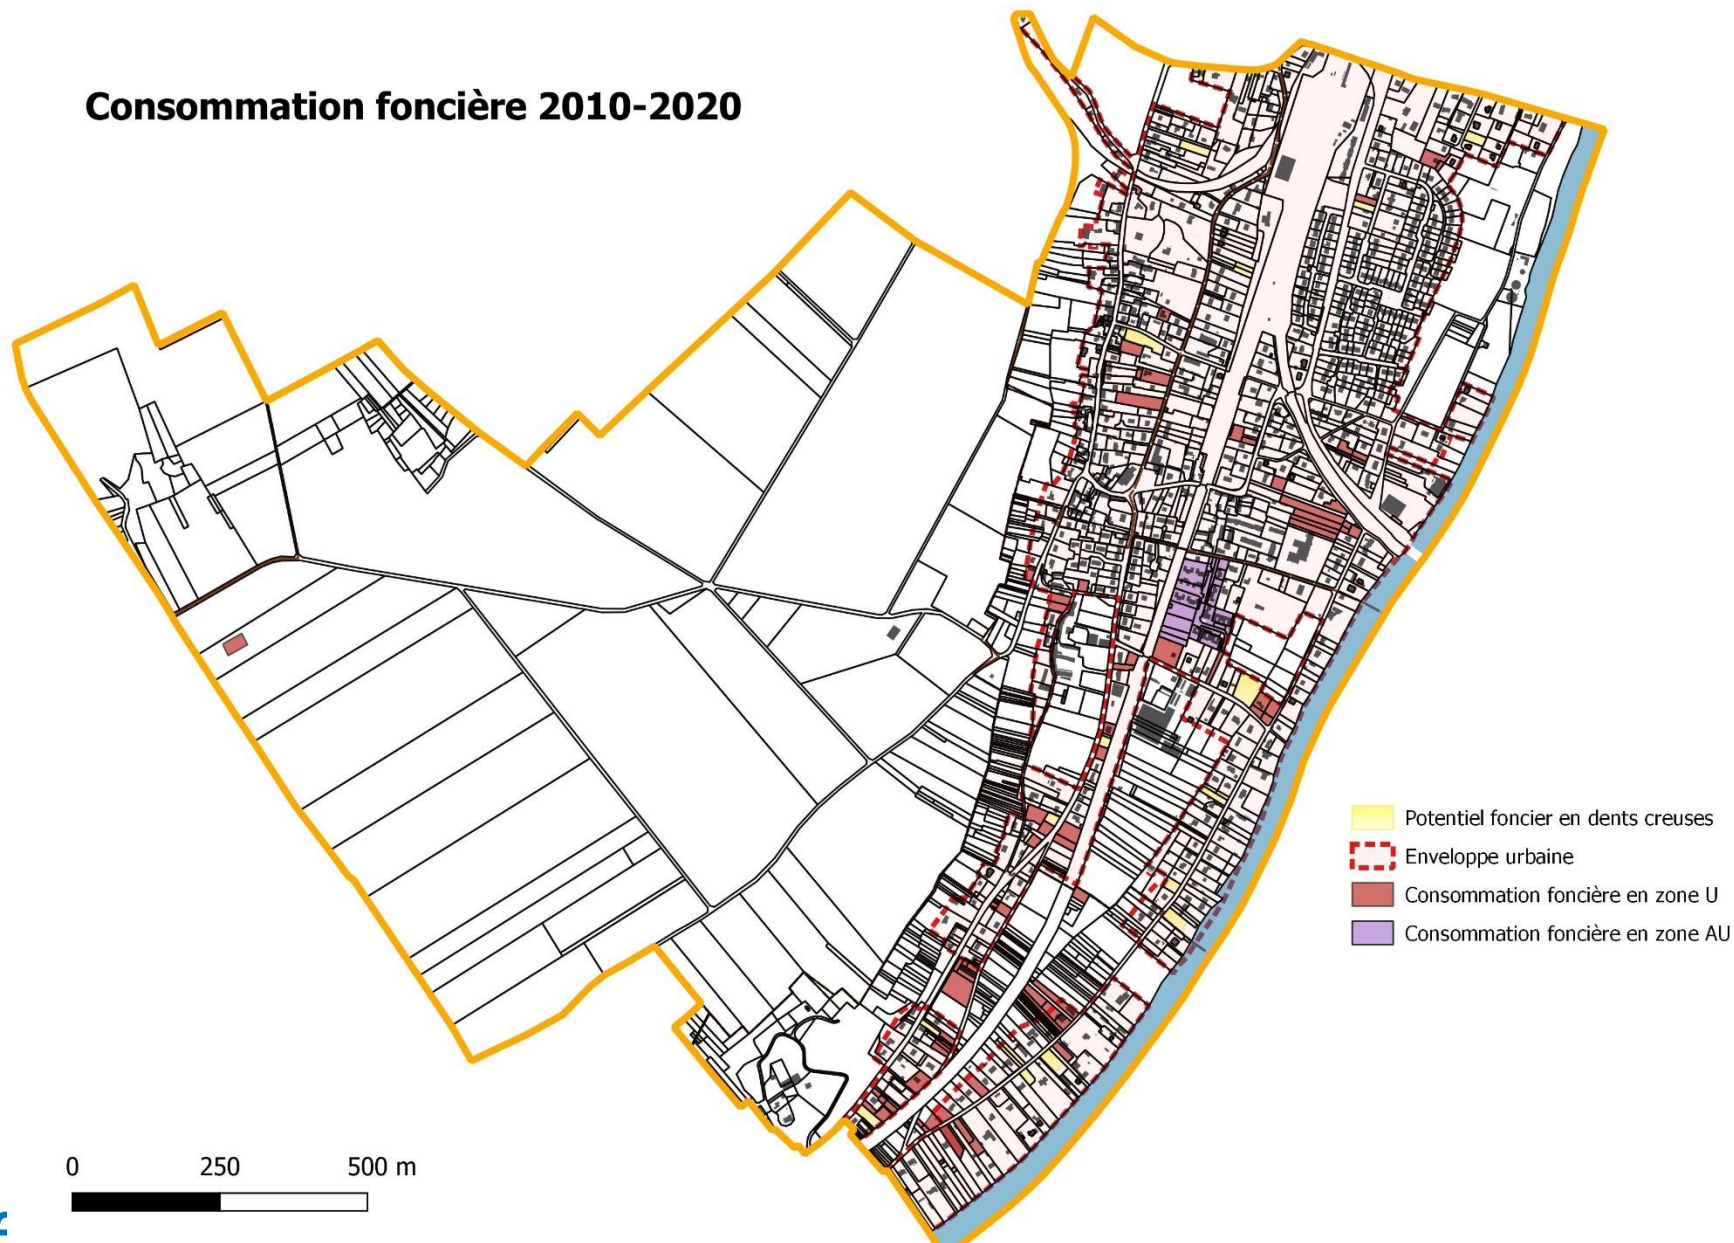 Consommation foncière 2010-2020
Potentiel foncier en dents creuses
Enveloppe urbaine
Consommation foncière en zone U
Consommation foncière en zone AU
0 250 500 m